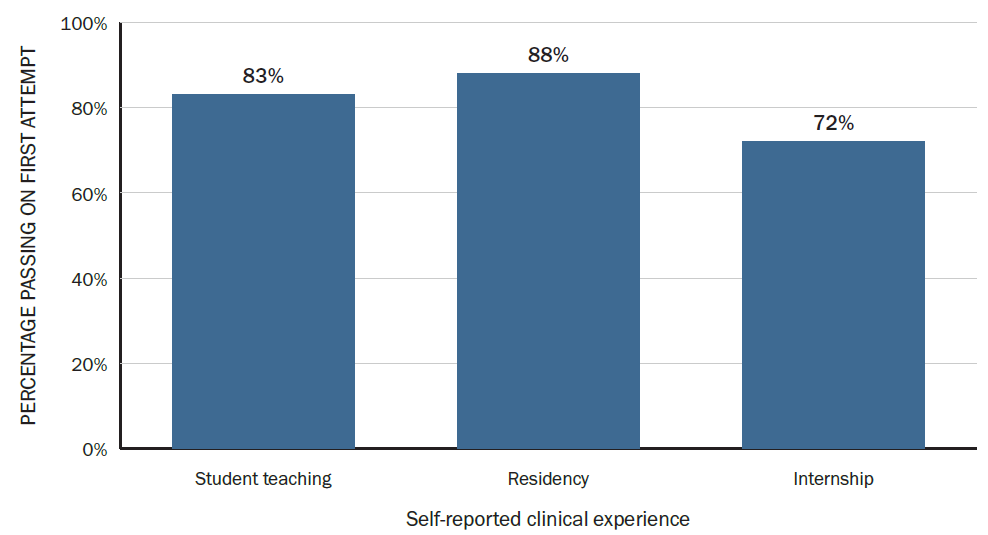 PERCENTAGE PASSING ON FIRST ATTEMPT
100%
80%
60%
40%
20%
0%
83%
88%
72%
Student teaching
Residency
Internship
Self-reported clinical experience